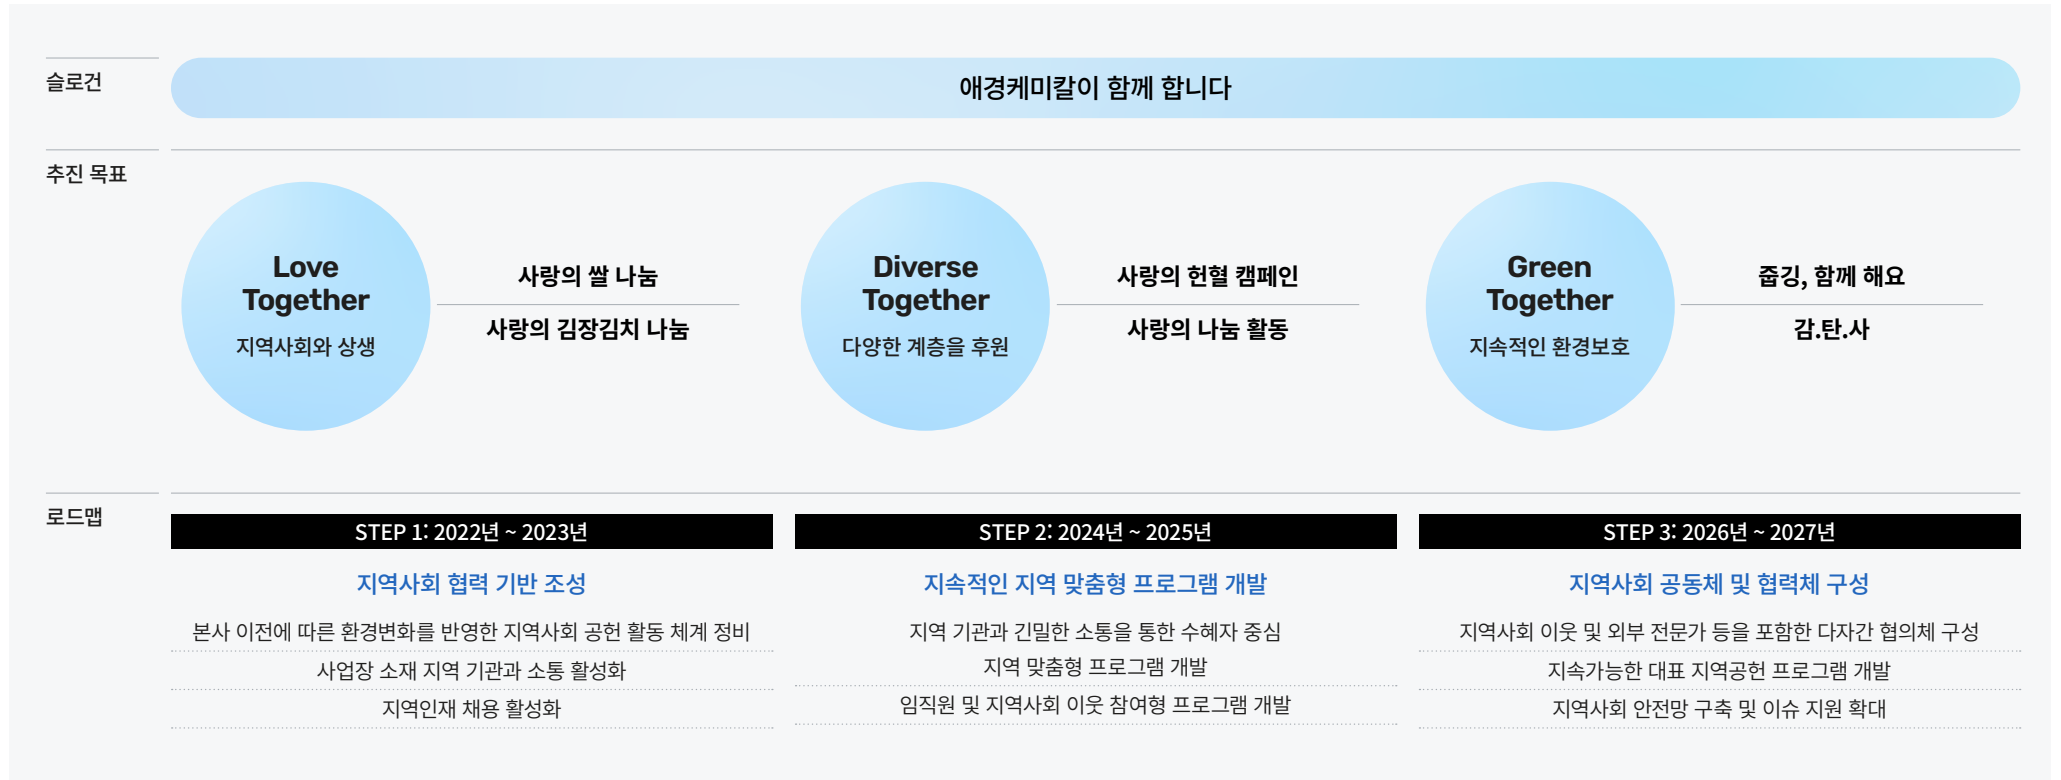 슬로건
애경케미칼이 함께 합니다
추진 목표
Love
Together
지역사회와 상생
사랑의 쌀 나눔
사랑의 김장김치 나눔
Diverse
Together
다양한 계층을 후원
사랑의 헌혈 캠페인
사랑의 나눔 활동
Green
Together
지속적인 환경보호
줍깅, 함께 해요
감.탄.사
로드맵
STEP 1: 2022년 ~ 2023년
지역사회 협력 기반 조성
본사 이전에 따른 환경변화를 반영한 지역사회 공헌 활동 체계 정비
사업장 소재 지역 기관과 소통 활성화
지역인재 채용 활성화
STEP 2: 2024년 ~ 2025년
지속적인 지역 맞춤형 프로그램 개발
지역 기관과 긴밀한 소통을 통한 수혜자 중심
지역 맞춤형 프로그램 개발
임직원 및 지역사회 이웃 참여형 프로그램 개발
STEP 3: 2026년 ~ 2027년
지역사회 공동체 및 협력체 구성
지역사회 이웃 및 외부 전문가 등을 포함한 다자간 협의체 구성
지속가능한 대표 지역공헌 프로그램 개발
지역사회 안전망 구축 및 이슈 지원 확대